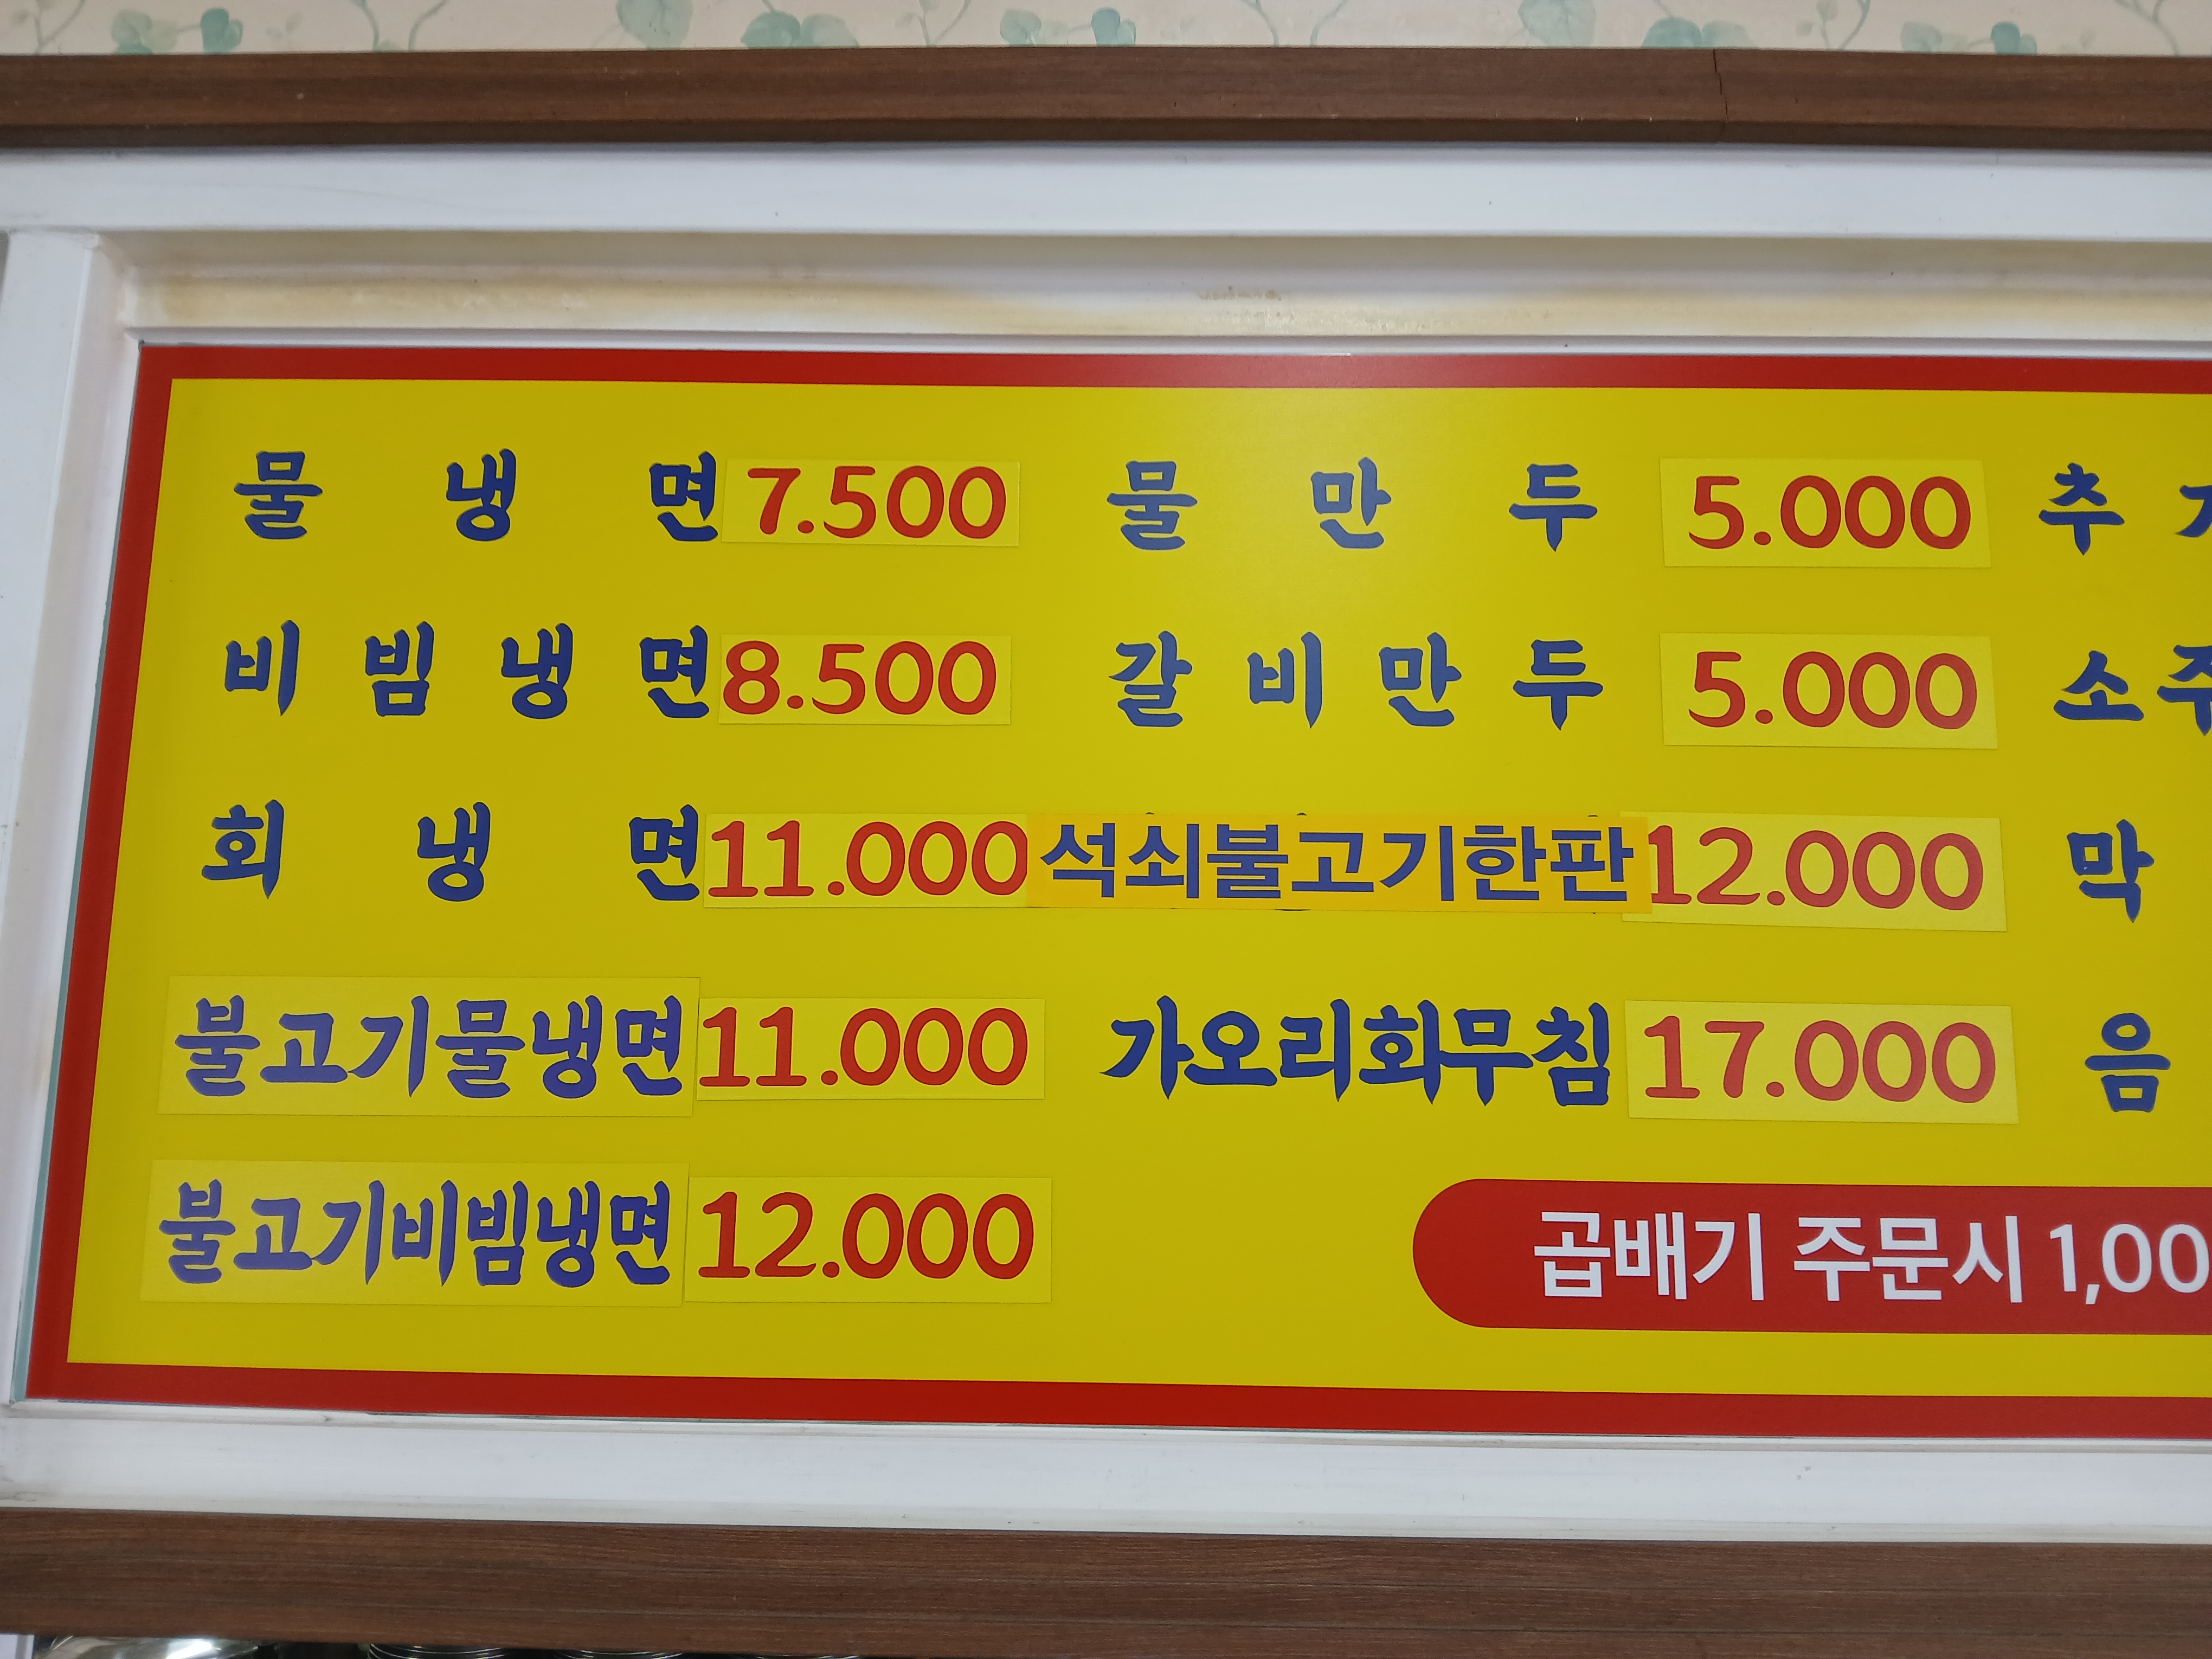 물 냉 면 7.500 물 만 두 5.000 추
비 빔 냉 면 8.500 갈 비 만 두 5.000 소주
회 냉 면 11.000 석쇠불고기한판 12.000 막
불고기물냉면 11.000 가오리회무침 17.000 음
불고기비빔냉면 12.000
곱배기 주문시 1,00